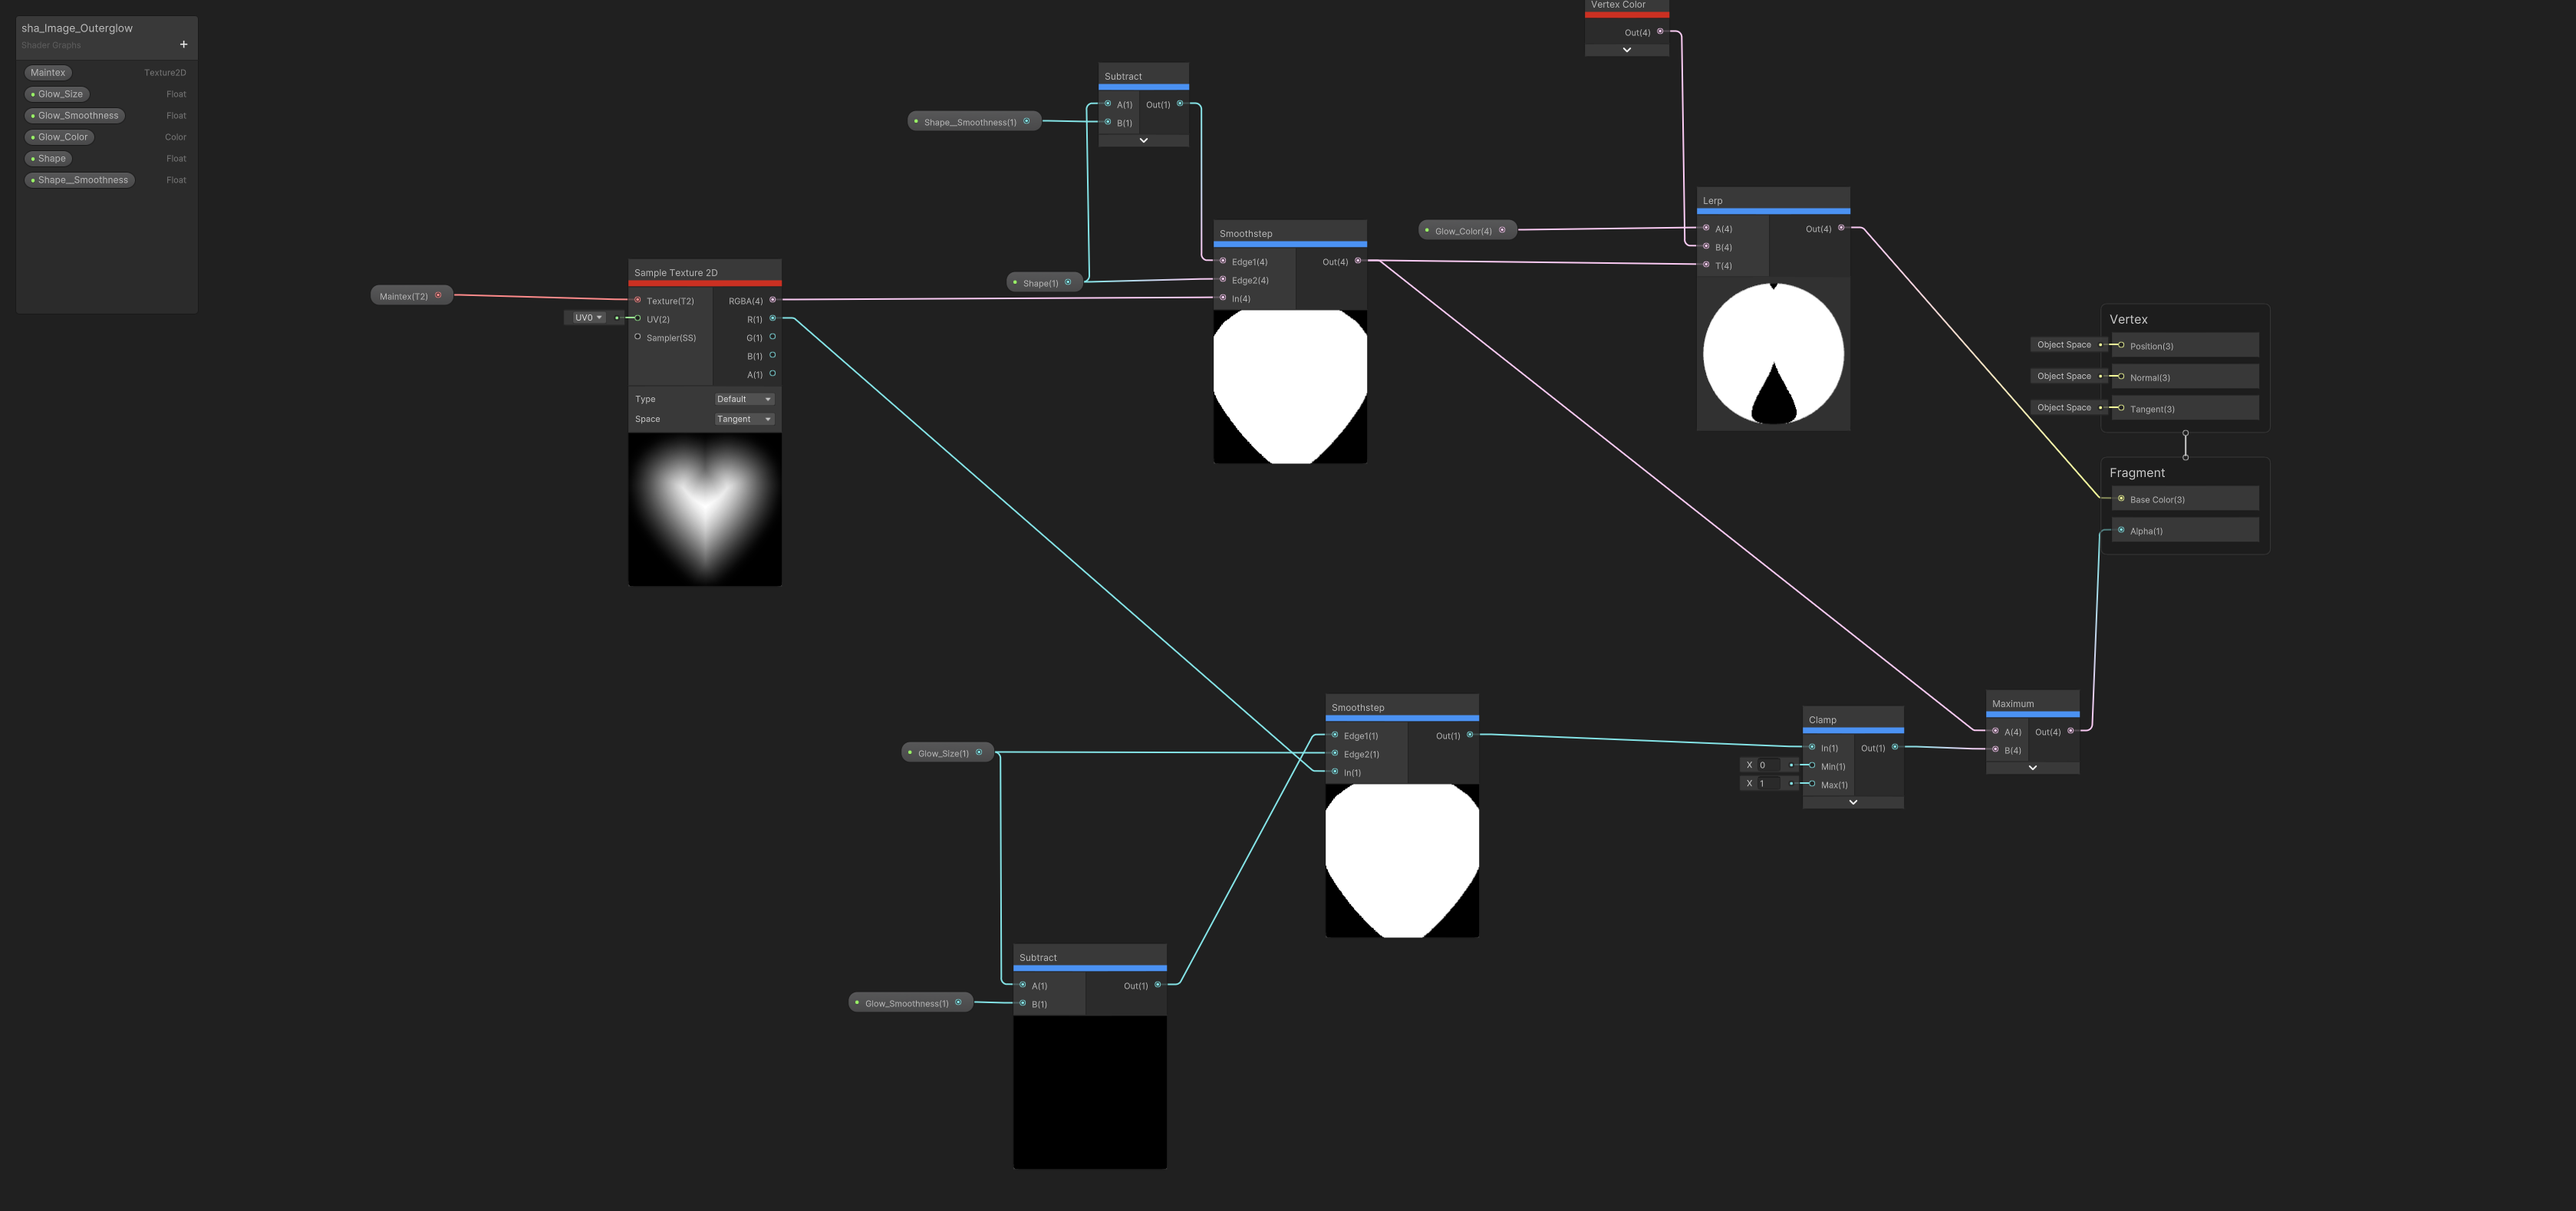 sha_Image_Outerglow
Shader Graphs
+
Maintex Texture2D
Glow_Size Float
Glow_Smoothness Float
Glow_Color Color
Shape Float
Shape__Smoothness Float
Vertex Color
Out(4)
Subtract
A(1) Out(1)
B(1)
Shape__Smoothness(1)
Smoothstep
Edge1(4) Out(4)
Edge2(4)
In(4)
Shape(1)
Glow_Color(4)
Lerp
A(4) Out(4)
B(4)
T(4)
Maintex(T2)
UV0
Sample Texture 2D
Texture(T2) RGBA(4)
UV(2) R(1)
Sampler(SS) G(1)
B(1)
A(1)
Type Default
Space Tangent
Vertex
Object Space Position(3)
Object Space Normal(3)
Object Space Tangent(3)
Fragment
Base Color(3)
Alpha(1)
Glow_Size(1)
Smoothstep
Edge1(1) Out(1)
Edge2(1)
In(1)
Clamp
In(1) Out(1)
X 0 Min(1)
X 1 Max(1)
Maximum
A(4) Out(4)
B(4)
Glow_Smoothness(1)
Subtract
A(1) Out(1)
B(1)